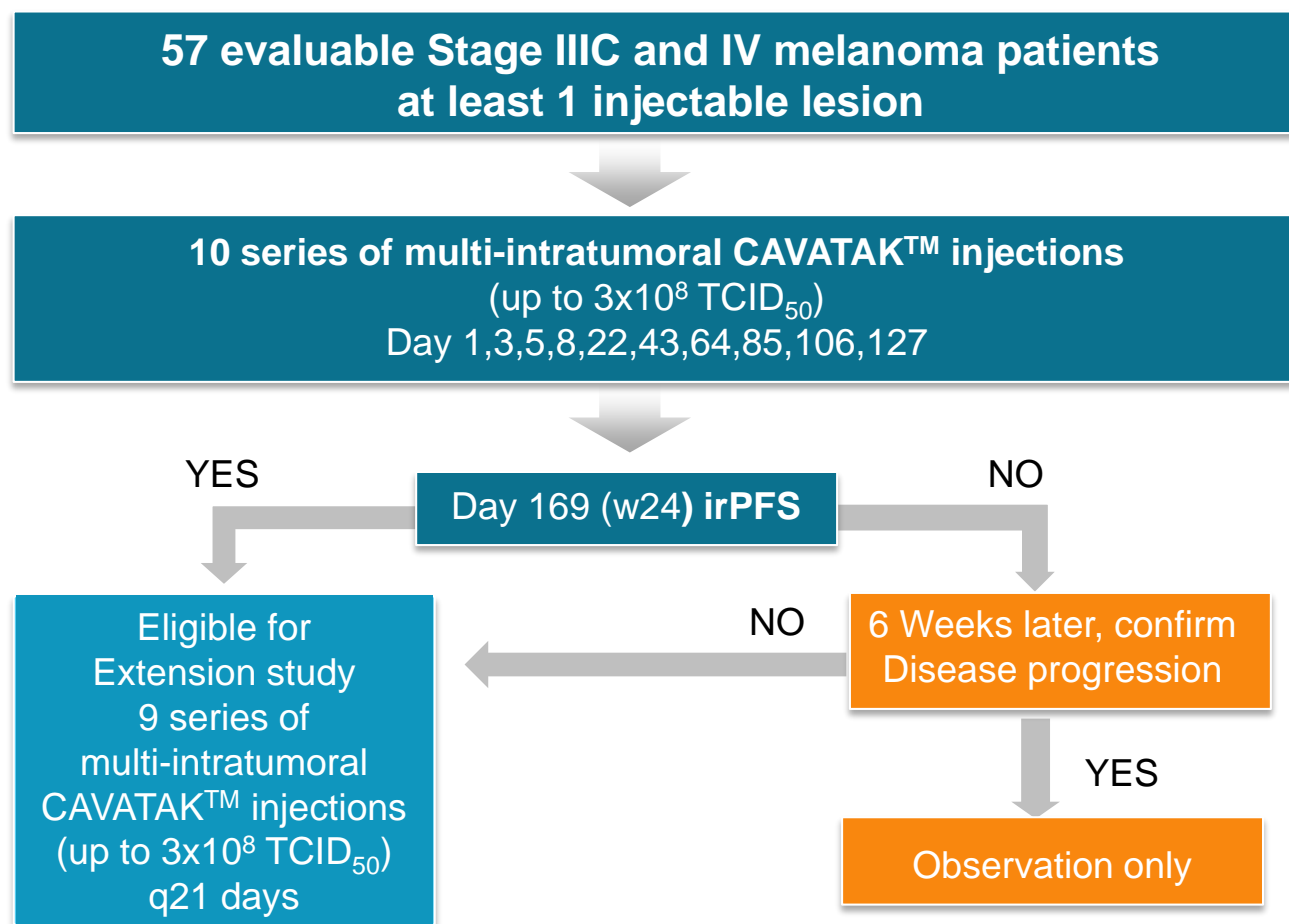 57 evaluable Stage IIIC and IV melanoma patients
at least 1 injectable lesion
10 series of multi-intratumoral CAVATAK™ injections
(up to 3x10⁸ TCID₅₀)
Day 1,3,5,8,22,43,64,85,106,127
YES
NO
Day 169 (w24) irPFS
Eligible for
Extension study
9 series of
multi-intratumoral
CAVATAK™ injections
(up to 3x10⁸ TCID₅₀)
q21 days
NO
6 Weeks later, confirm
Disease progression
YES
Observation only